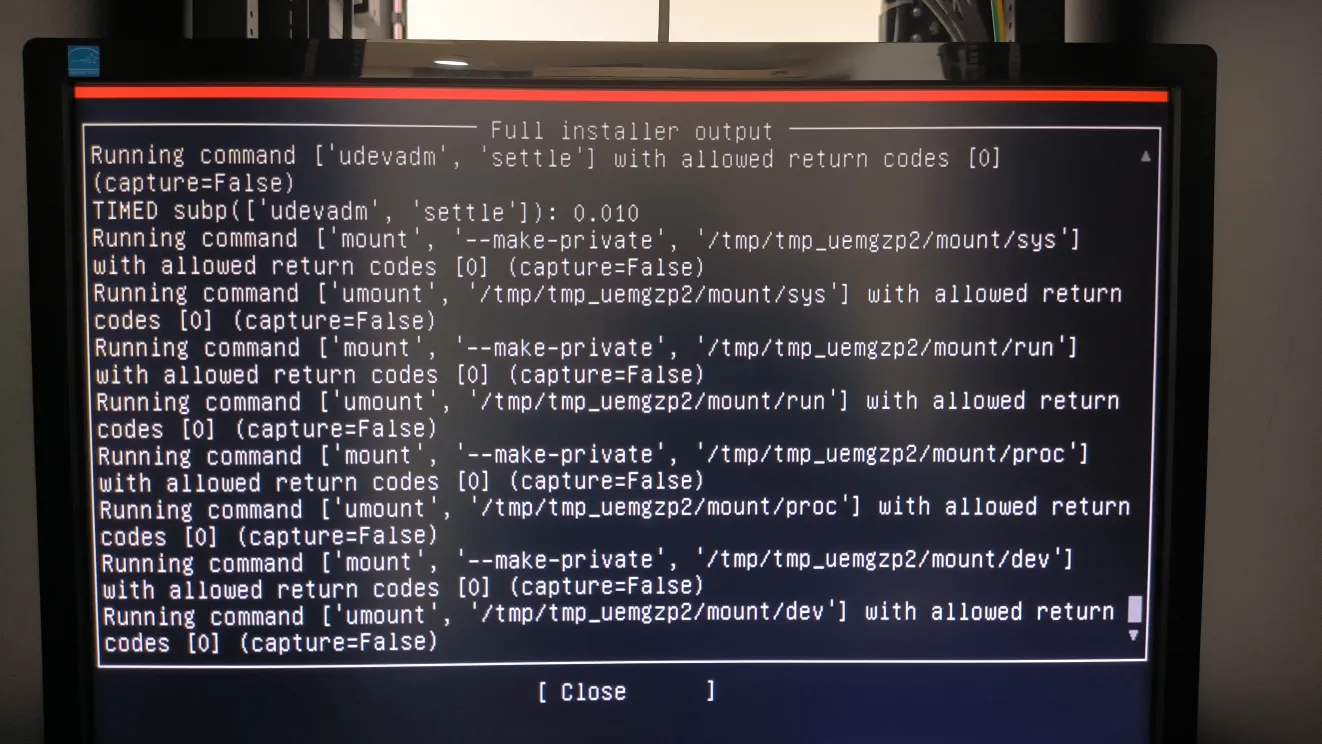 Full installer output
Running command ['udevadm', 'settle'] with allowed return codes [0]
(capture=False)
TIMED subp(['udevadm', 'settle']): 0.010
Running command ['mount', '--make-private', '/tmp/tmp_uemgzp2/mount/sys']
with allowed return codes [0] (capture=False)
Running command ['umount', '/tmp/tmp_uemgzp2/mount/sys'] with allowed return
codes [0] (capture=False)
Running command ['mount', '--make-private', '/tmp/tmp_uemgzp2/mount/run']
with allowed return codes [0] (capture=False)
Running command ['umount', '/tmp/tmp_uemgzp2/mount/run'] with allowed return
codes [0] (capture=False)
Running command ['mount', '--make-private', '/tmp/tmp_uemgzp2/mount/proc']
with allowed return codes [0] (capture=False)
Running command ['umount', '/tmp/tmp_uemgzp2/mount/proc'] with allowed return
codes [0] (capture=False)
Running command ['mount', '--make-private', '/tmp/tmp_uemgzp2/mount/dev']
with allowed return codes [0] (capture=False)
Running command ['umount', '/tmp/tmp_uemgzp2/mount/dev'] with allowed return
codes [0] (capture=False)
[ Close ]